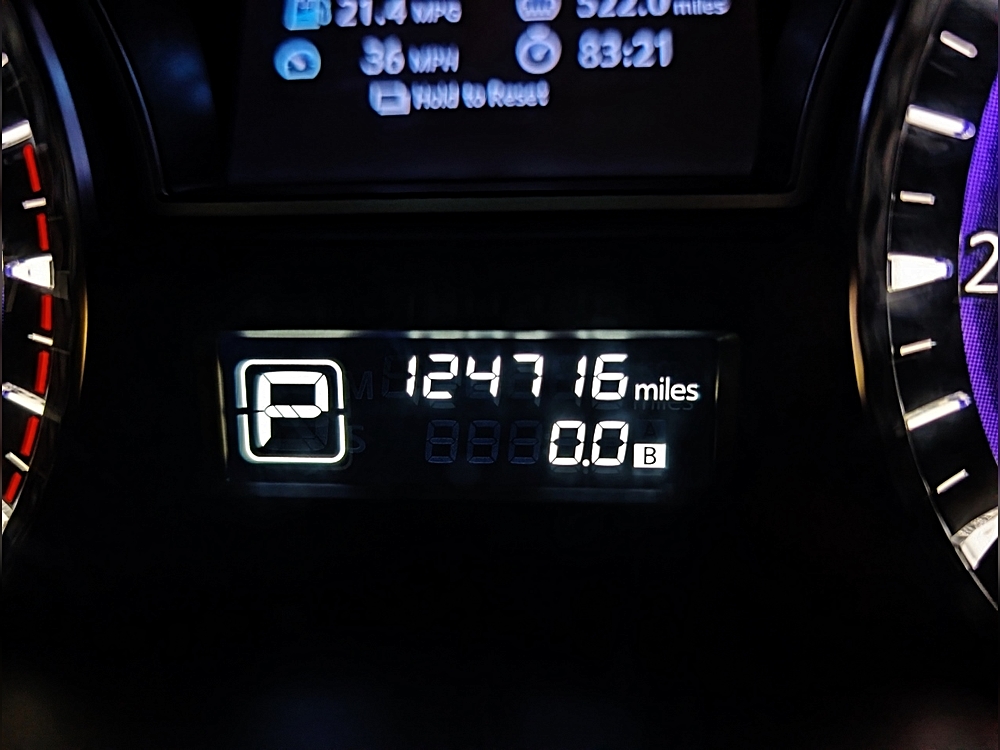 21.4 MPG 522.0 miles
36 MPH 83:21
Hold to Reset
2
P 124716 miles
0.0 B